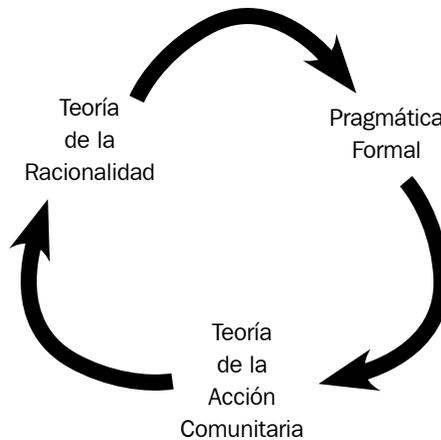 Teoría
de la
Racionalidad
Pragmática
Formal
Teoría
de la
Acción
Comunitaria